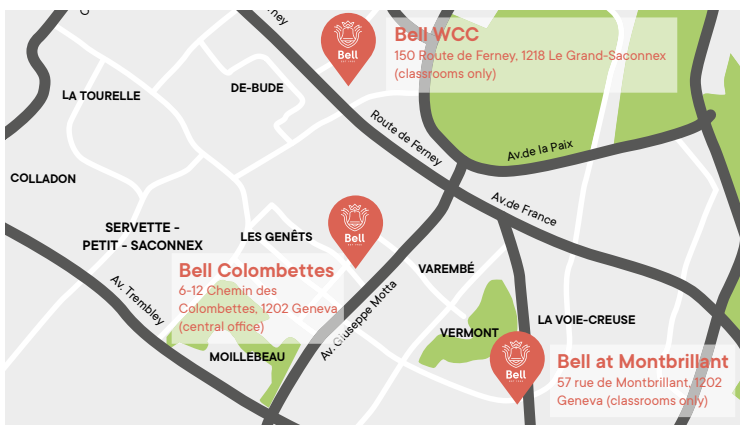 rney
Bell
Bell WCC
150 Route de Ferney, 1218 Le Grand-Saconnex
(classrooms only)
LA TOURELLE
DE-BUDE
Route de Ferney
Av.de la Paix
COLLADON
Av.de France
SERVETTE -
PETIT - SACONNEX
LES GENÊTS
Bell
Bell Colombettes
6-12 Chemin des
Colombettes, 1202 Geneva
(central office)
VAREMBÉ
Av. Trembley
Av. Giuseppe Motta
MOILLEBEAU
VERMONT
LA VOIE-CREUSE
Bell
Bell at Montbrillant
57 rue de Montbrillant, 1202
Geneva (classrooms only)